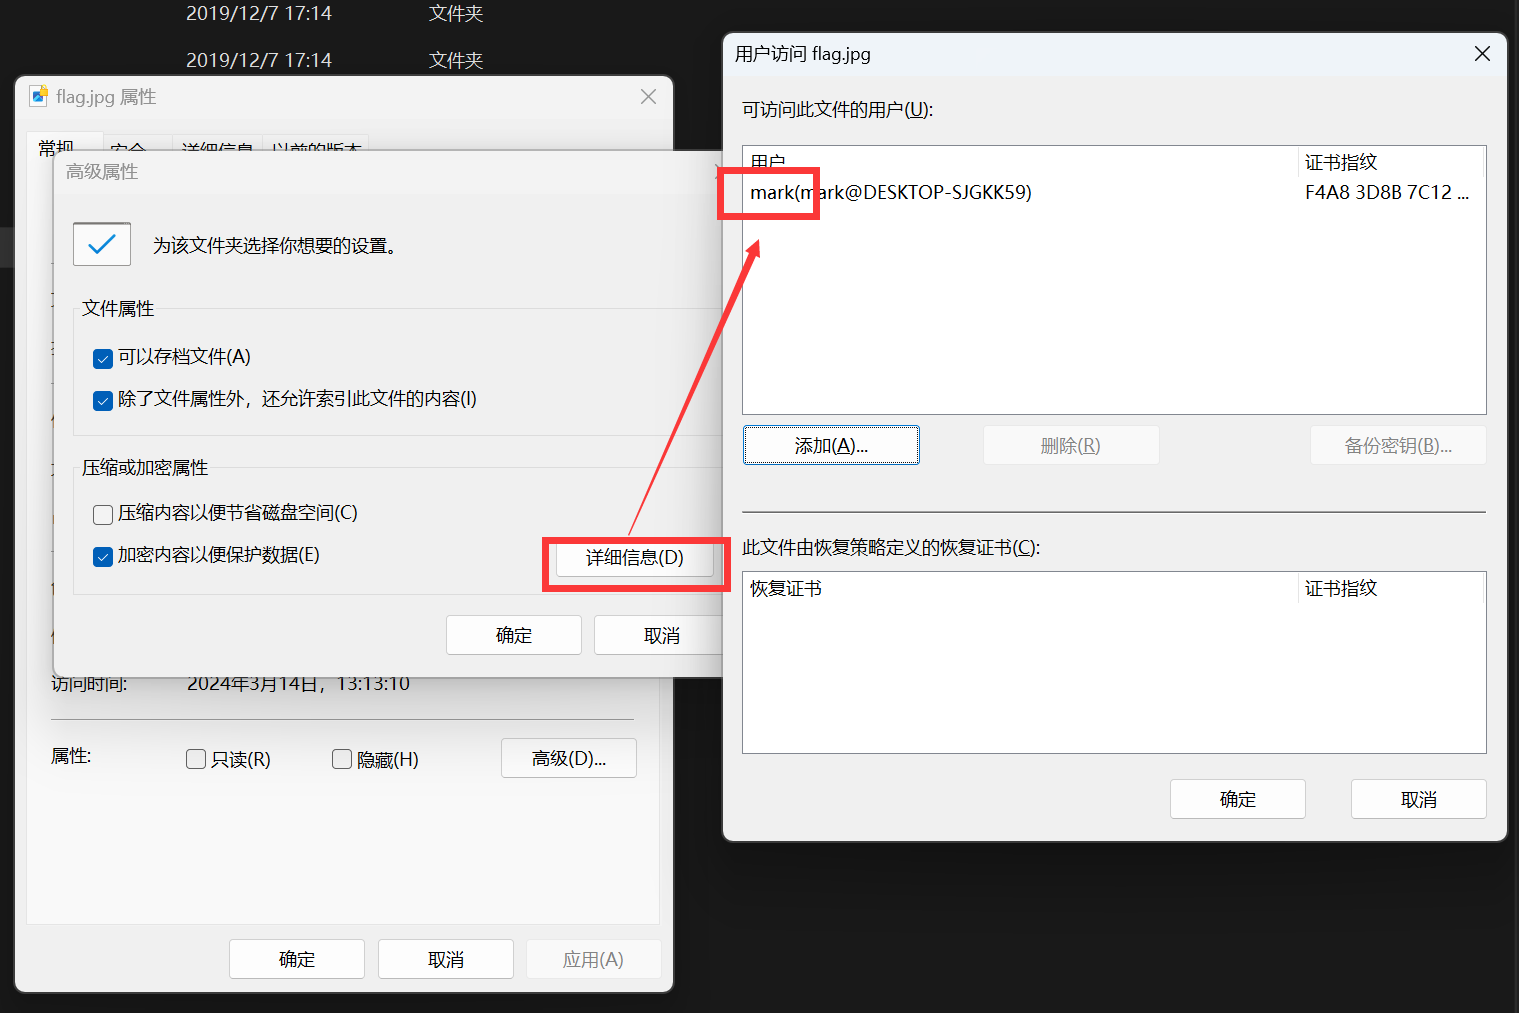 2019/12/7 17:14 文件夹
2019/12/7 17:14 文件夹
flag.jpg 属性
常规 安全 详细信息 以前的版本
高级属性
为该文件夹选择你想要的设置。
文件属性
可以存档文件(A)
除了文件属性外，还允许索引此文件的内容(I)
压缩或加密属性
压缩内容以便节省磁盘空间(C)
加密内容以便保护数据(E)
详细信息(D)
确定 取消
访问时间: 2024年3月14日，13:13:10
属性: 只读(R) 隐藏(H) 高级(D)...
确定 取消 应用(A)
用户访问 flag.jpg
可访问此文件的用户(U):
用户 证书指纹
mark(mark@DESKTOP-SJGKK59) F4A8 3D8B 7C12 ...
添加(A)... 删除(R) 备份密钥(B)...
此文件由恢复策略定义的恢复证书(C):
恢复证书 证书指纹
确定 取消